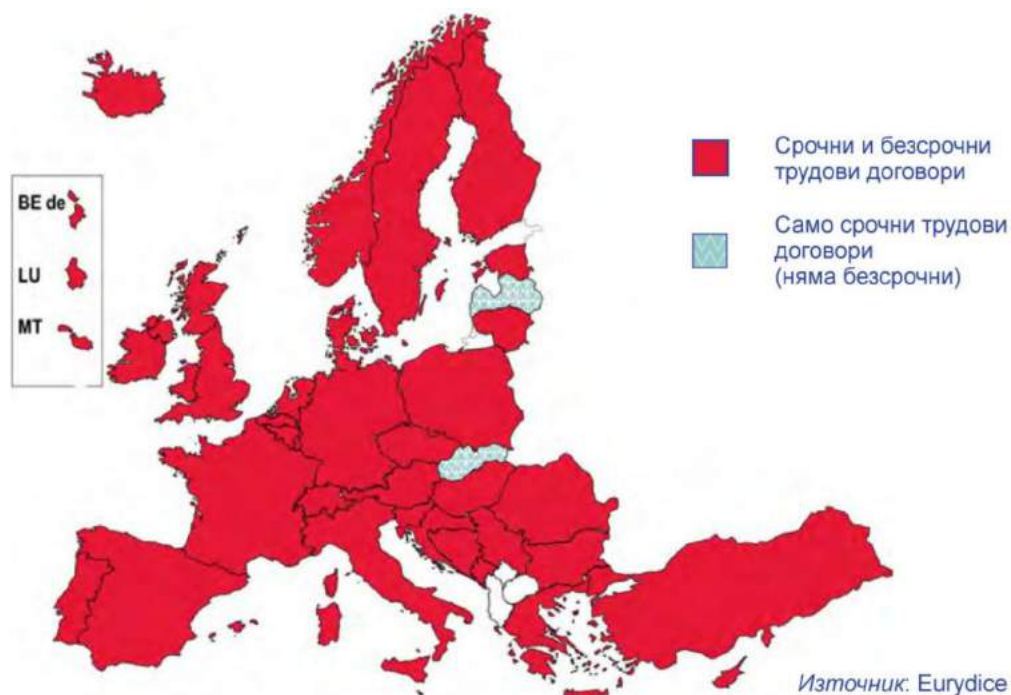 Срочни и безсрочни
трудови договори
Само срочни трудови
договори
(няма безсрочни)
BE de
LU
MT
Източник: Eurydice